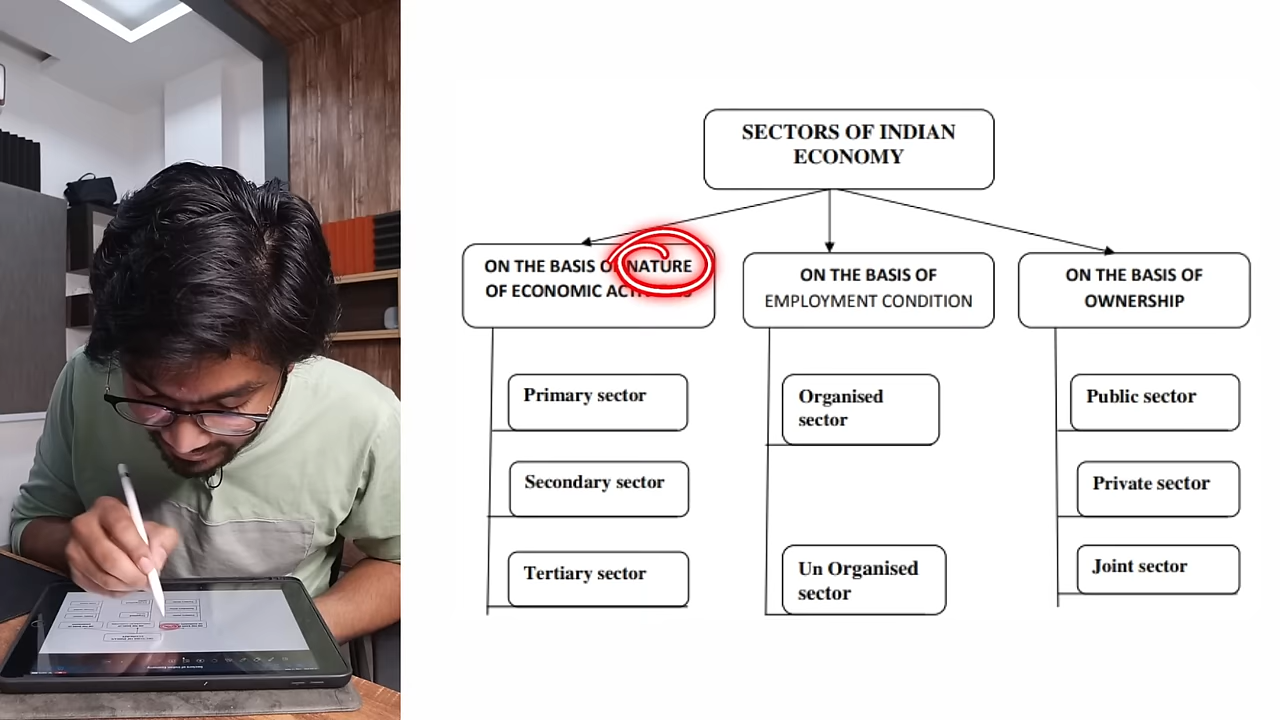 SECTORS OF INDIAN
ECONOMY
ON THE BASIS OF NATURE
OF ECONOMIC
ON THE BASIS OF
EMPLOYMENT CONDITION
ON THE BASIS OF
OWNERSHIP
Primary sector
Secondary sector
Tertiary sector
Organised
sector
Un Organised
sector
Public sector
Private sector
Joint sector